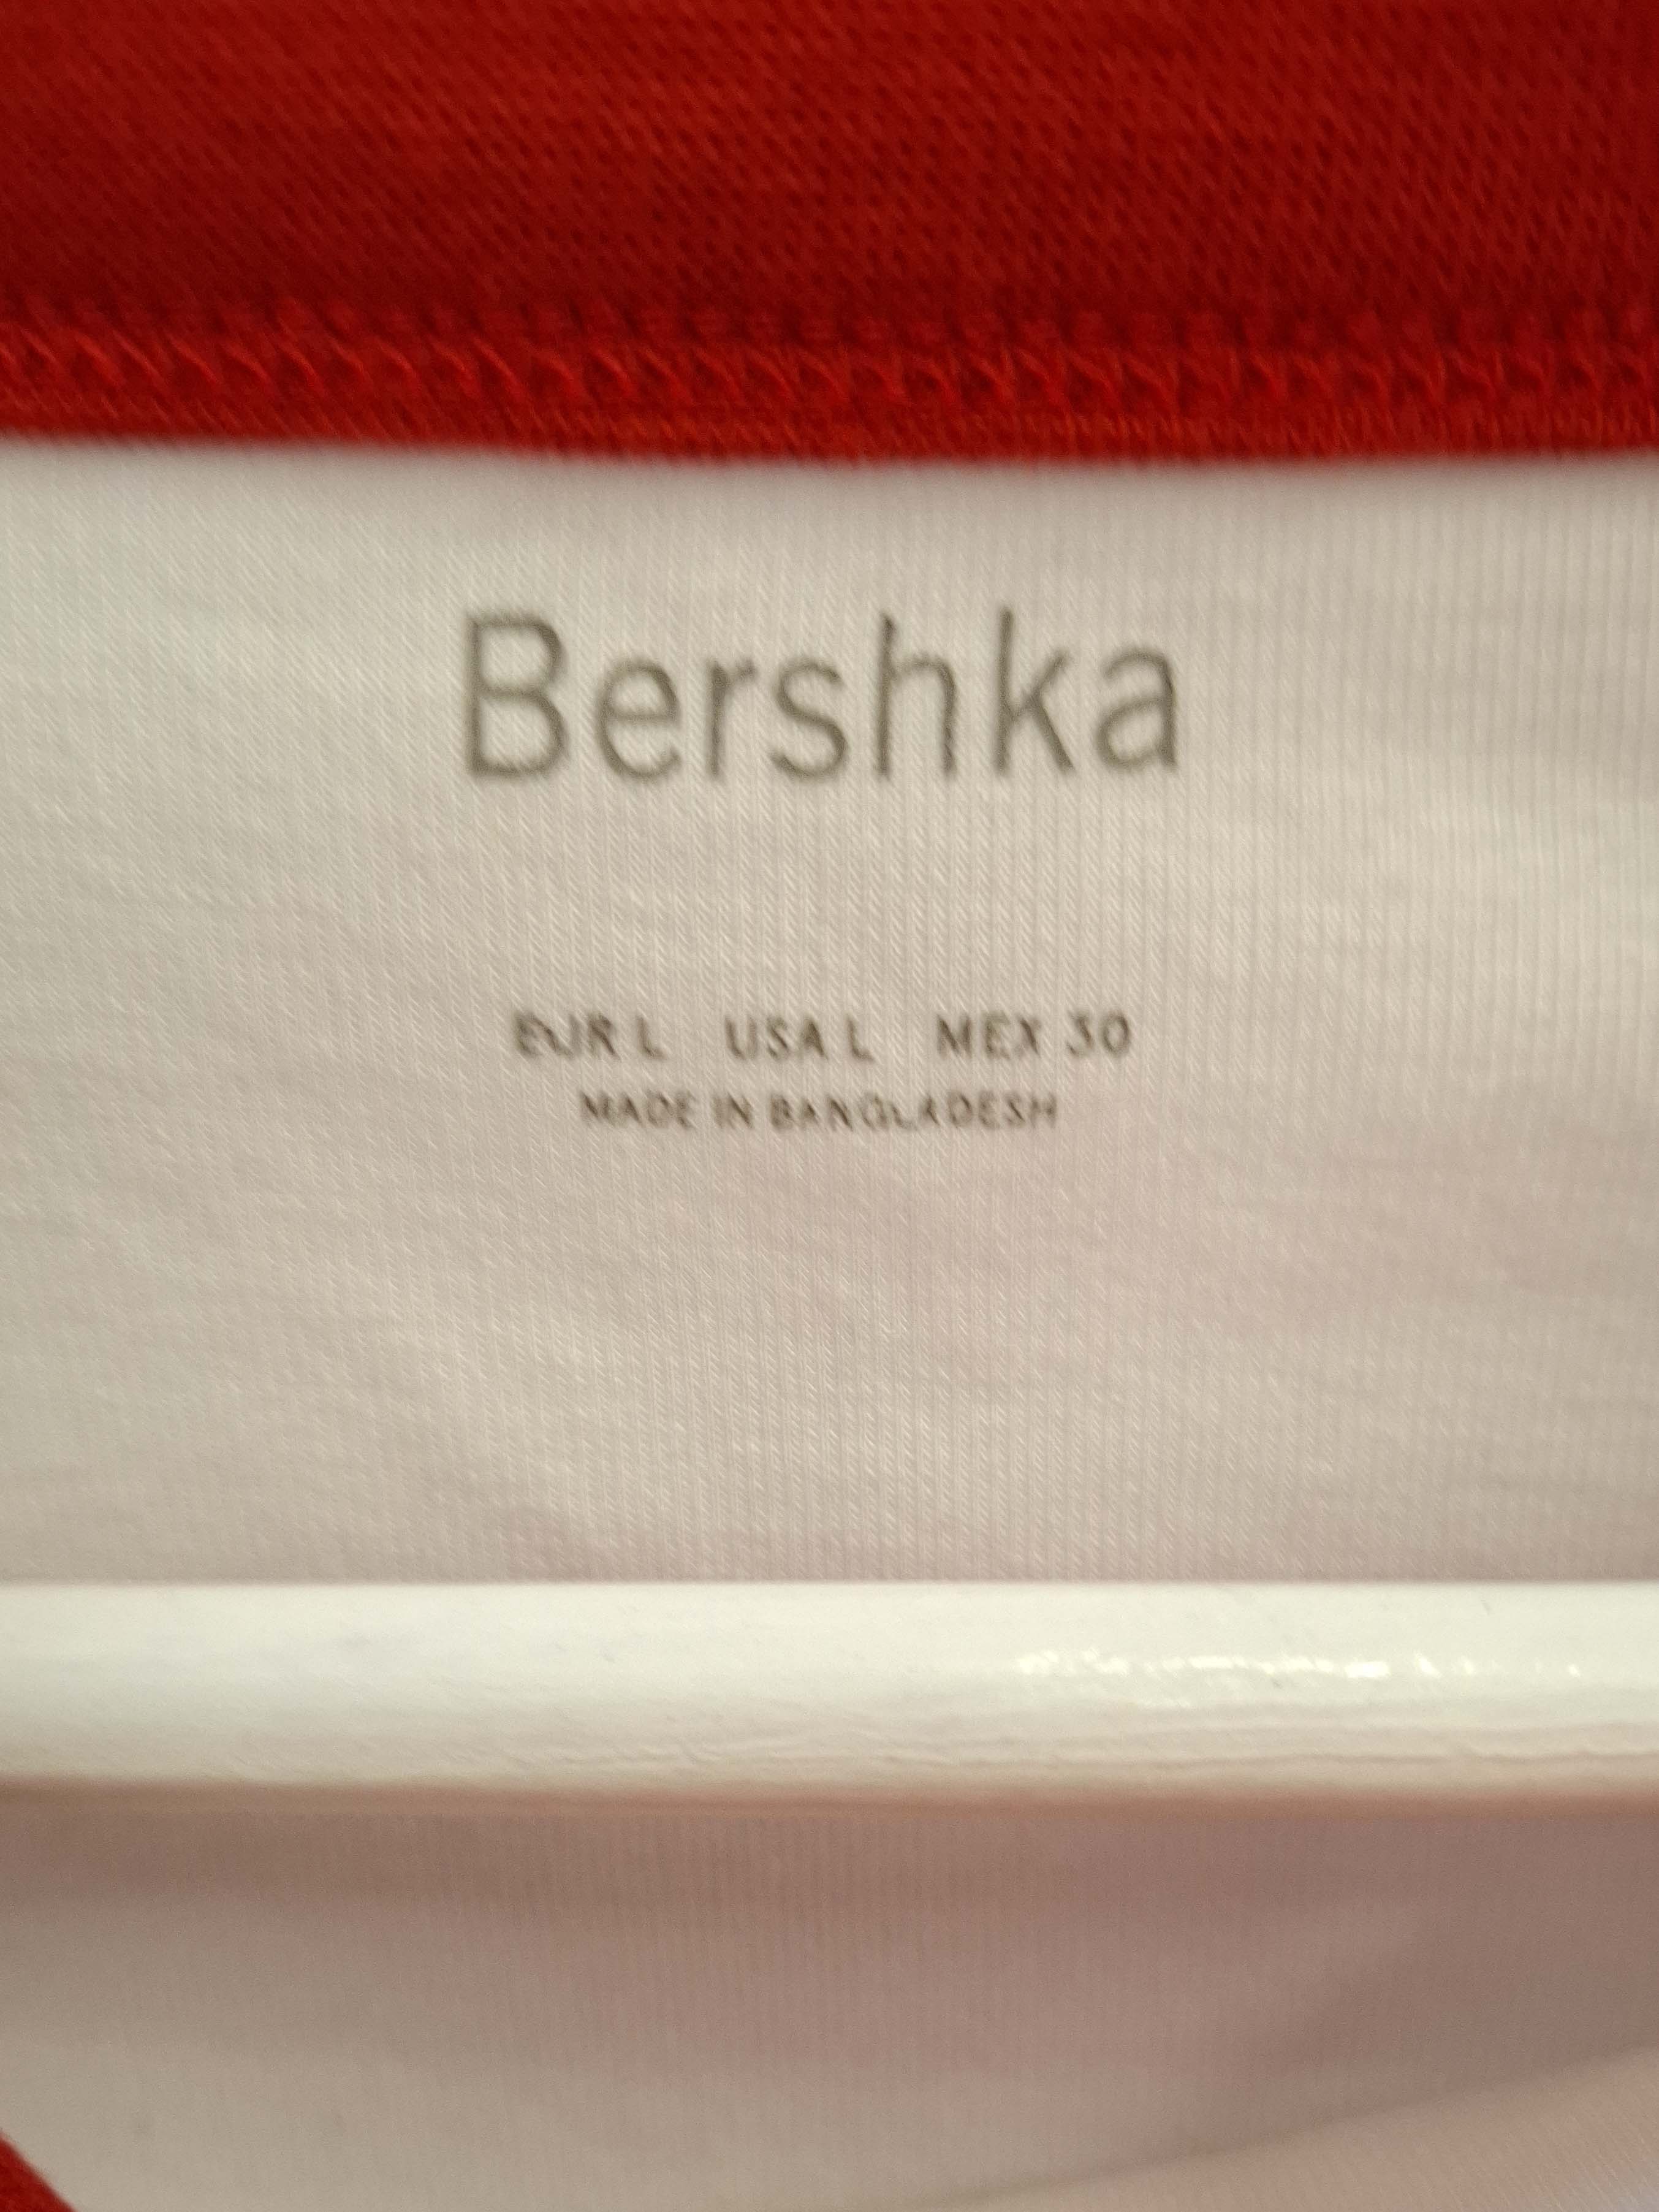 Bershka
EUR L USA L MEX 30
MADE IN BANGLADESH